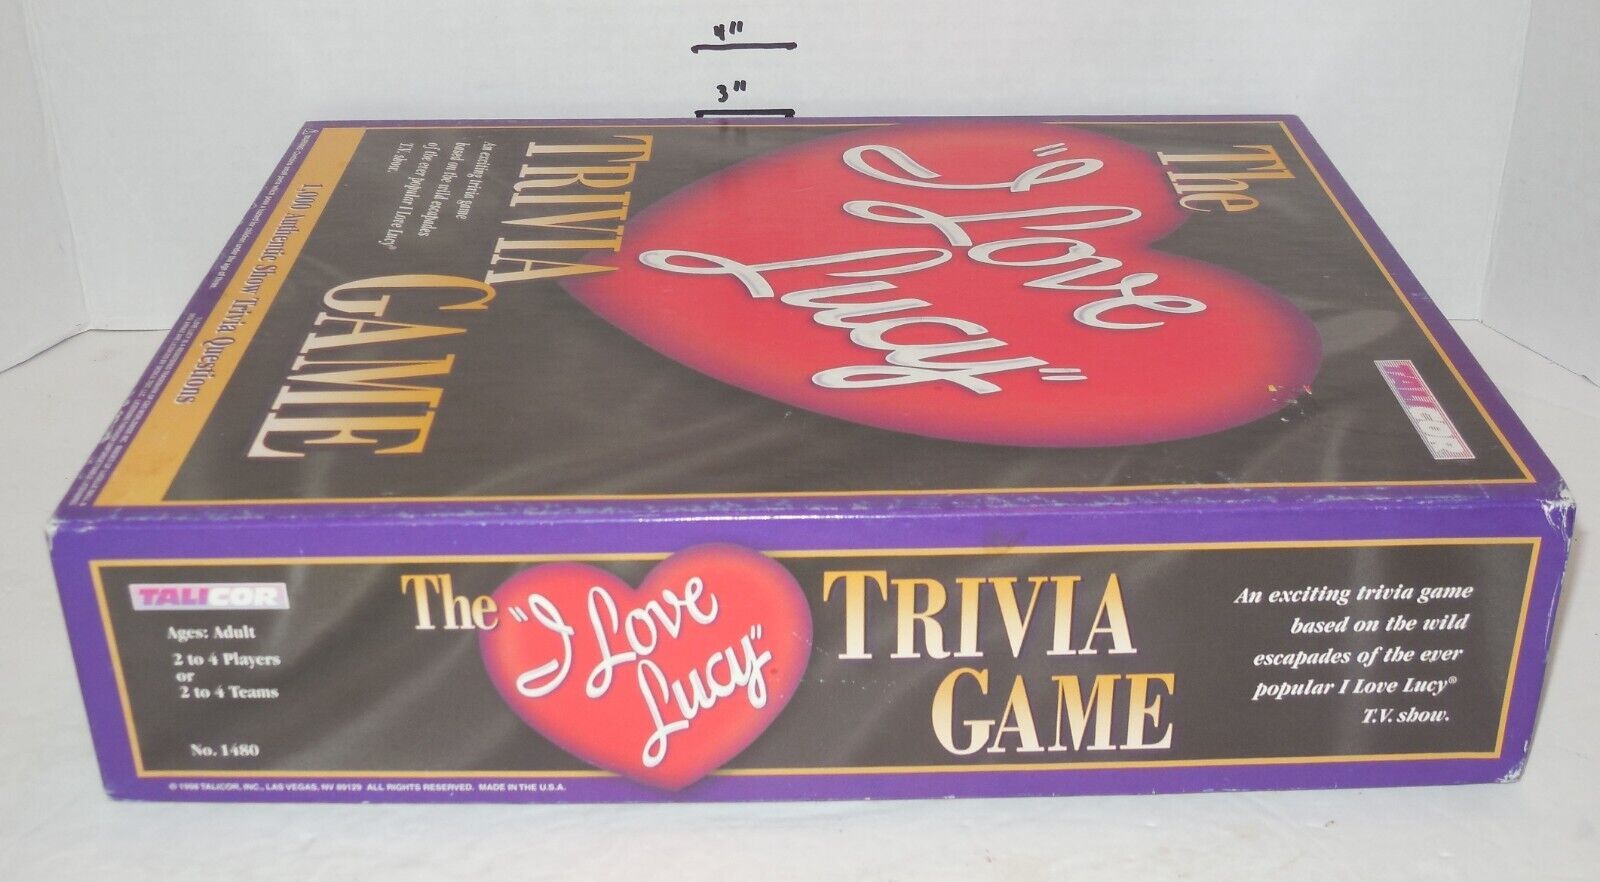 4"
3"
The
"I Love
Lucy"
TRIVIA
GAME
An exciting trivia game
based on the wild escapades
of the ever popular I Love Lucy®
T.V. show.
TALICOR
1,000 Authentic Show Trivia Questions
TALICOR
Ages: Adult
2 to 4 Players
or
2 to 4 Teams
No. 1480
The "I Love
Lucy"
TRIVIA
GAME
An exciting trivia game
based on the wild
escapades of the ever
popular I Love Lucy®
T.V. show.
© 1998 TALICOR, INC., LAS VEGAS, NV 89129 ALL RIGHTS RESERVED. MADE IN THE U.S.A.